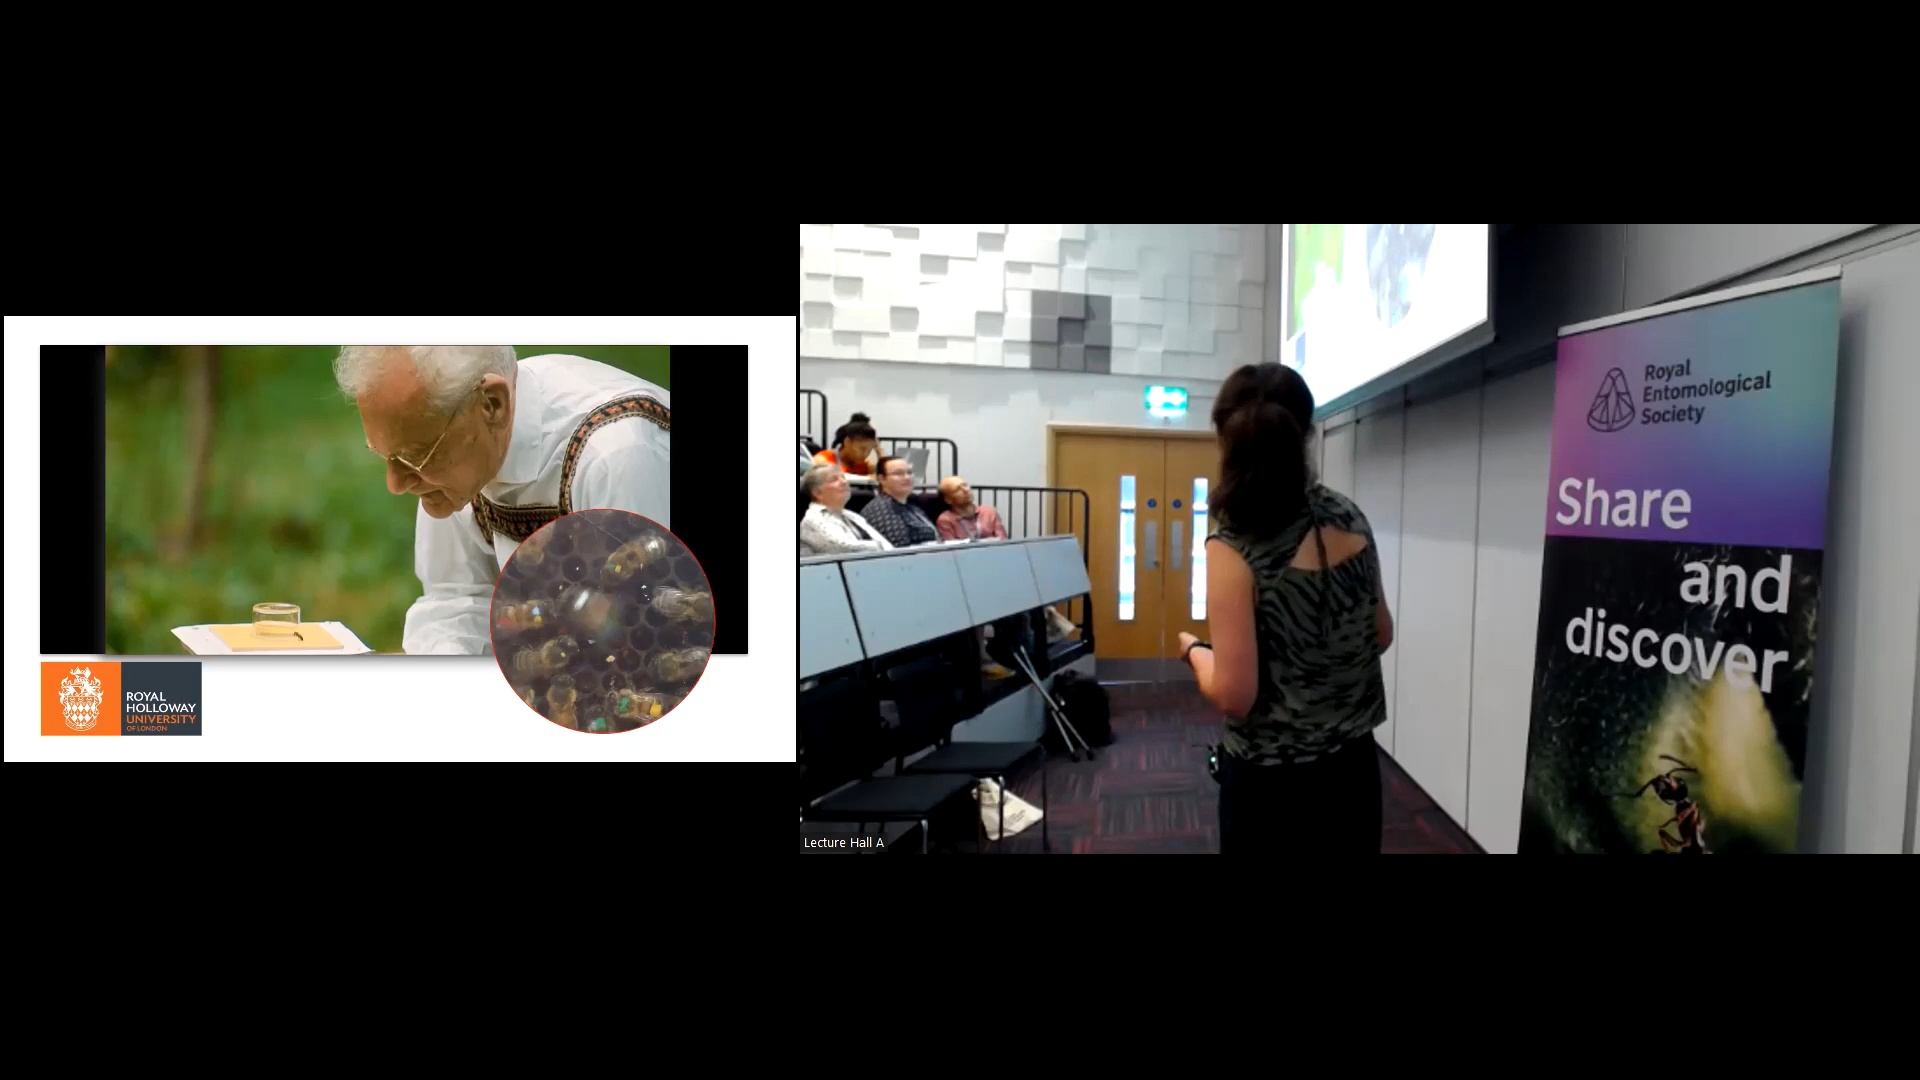 ROYAL
HOLLOWAY
UNIVERSITY
OF LONDON
Royal
Entomological
Society
Share
and
discover
Lecture Hall A